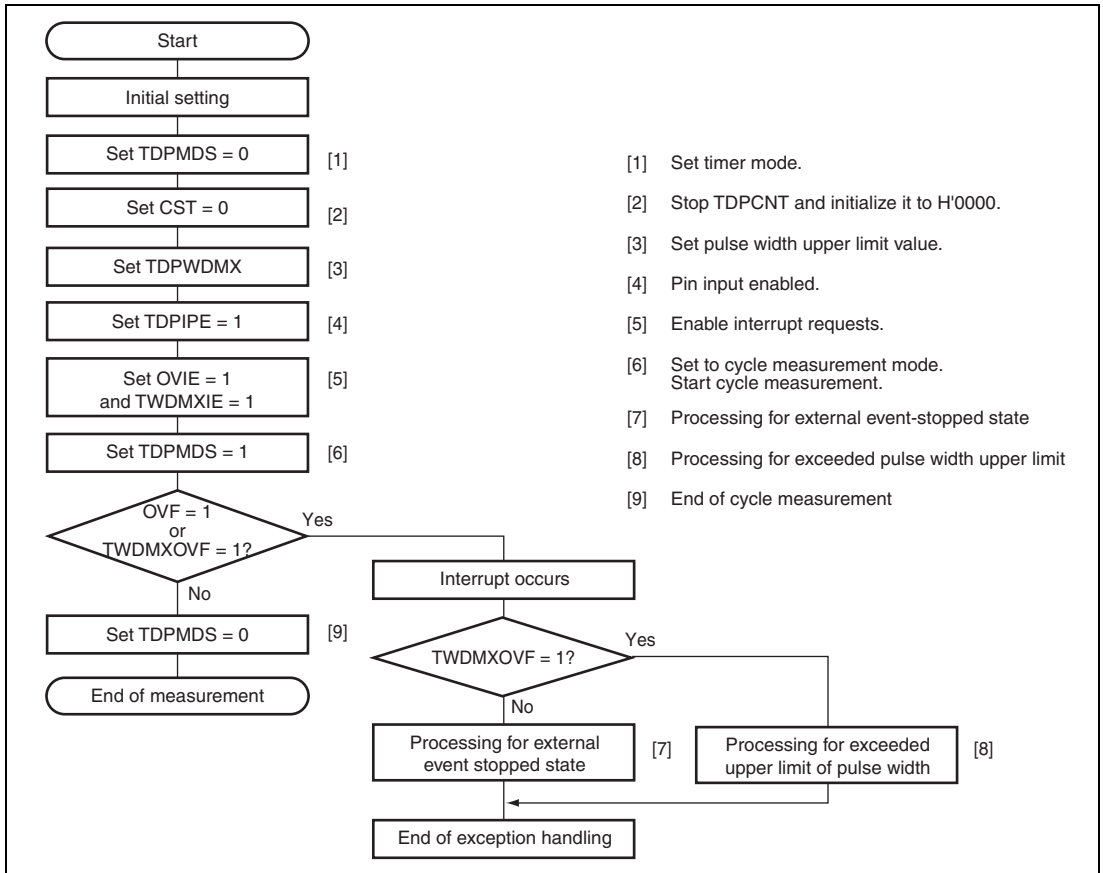 Start
Initial setting
Set TDPMDS = 0
[1]
Set CST = 0
[2]
Set TDPWDMX
[3]
Set TDPIPE = 1
[4]
Set OVIE = 1
and TWDMXIE = 1
[5]
Set TDPMDS = 1
[6]
OVF = 1
or
TWDMXOVF = 1?
Yes
No
Set TDPMDS = 0
[9]
End of measurement
Interrupt occurs
TWDMXOVF = 1?
Yes
No
Processing for external
event stopped state
[7]
Processing for exceeded
upper limit of pulse width
[8]
End of exception handling
[1] Set timer mode.
[2] Stop TDPCNT and initialize it to H'0000.
[3] Set pulse width upper limit value.
[4] Pin input enabled.
[5] Enable interrupt requests.
[6] Set to cycle measurement mode.
Start cycle measurement.
[7] Processing for external event-stopped state
[8] Processing for exceeded pulse width upper limit
[9] End of cycle measurement